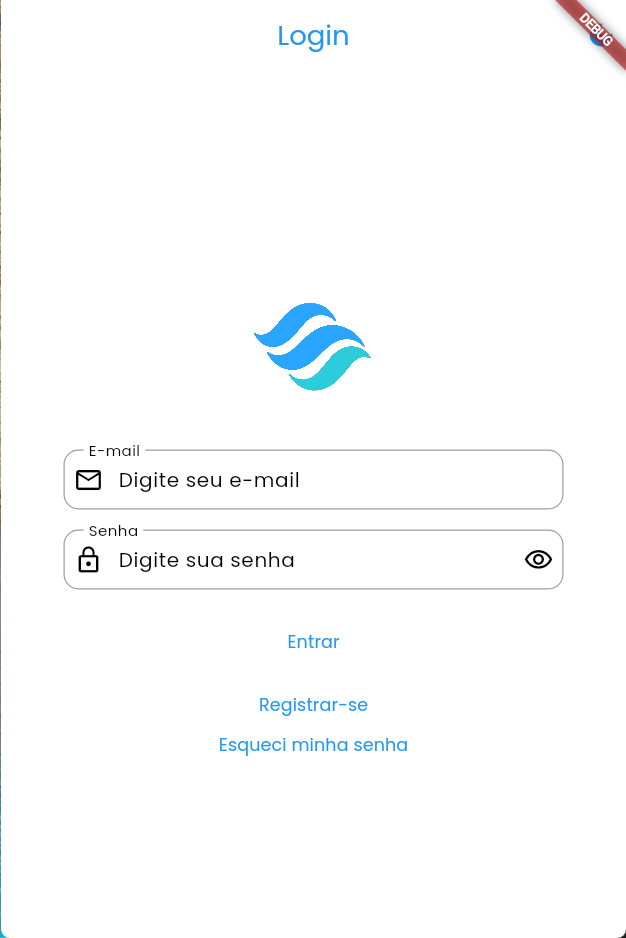 Login
DEBUG
E-mail
Digite seu e-mail
Senha
Digite sua senha
Entrar
Registrar-se
Esqueci minha senha